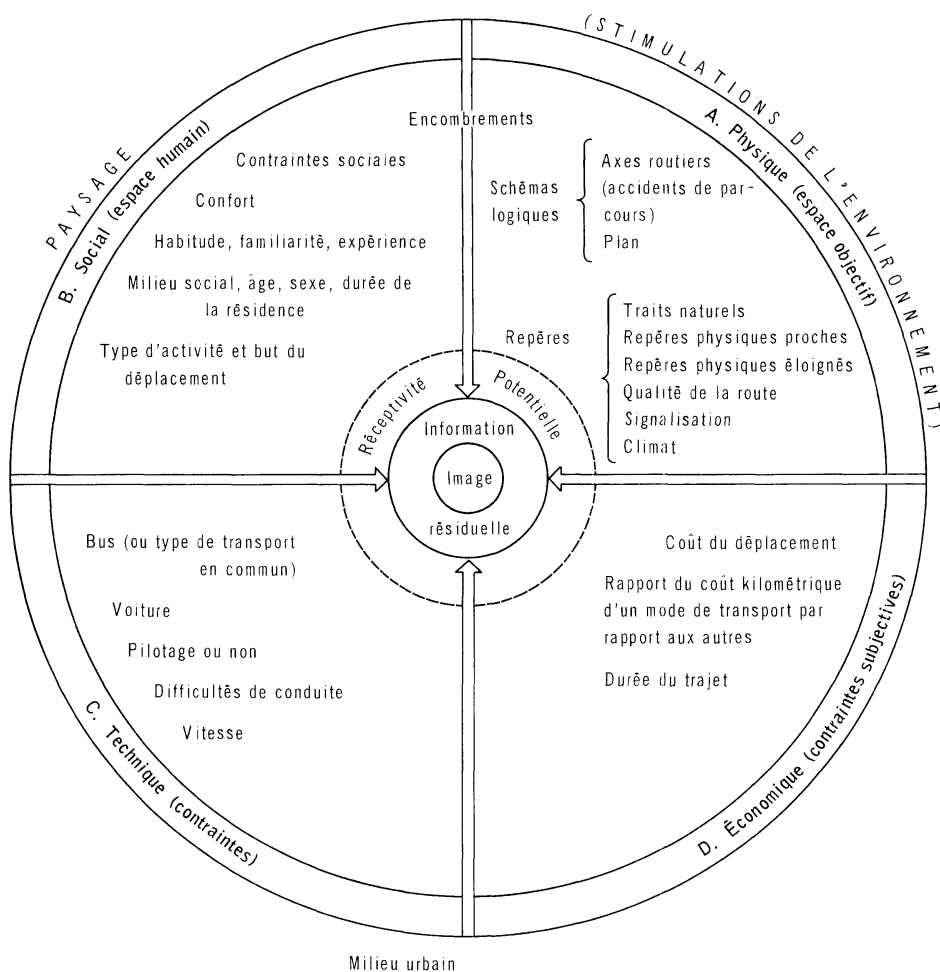 PAYSAGE
(STIMULATIONS DE L'ENVIRONNEMENT)
B. Social (espace humain)
A. Physique (espace objectif)
Encombrements
Contraintes sociales
Confort
Habitude, familiarité, expérience
Milieu social, âge, sexe, durée de
la résidence
Type d'activité et but du
déplacement
Schémas
logiques
Axes routiers
(accidents de par-
cours)
Plan
Repères
Traits naturels
Repères physiques proches
Repères physiques éloignés
Qualité de la route
Signalisation
Climat
Réceptivité
Potentielle
Information
Image
résiduelle
Bus (ou type de transport
en commun)
Voiture
Pilotage ou non
Difficultés de conduite
Vitesse
Coût du déplacement
Rapport du coût kilométrique
d'un mode de transport par
rapport aux autres
Durée du trajet
C. Technique (contraintes)
D. Économique (contraintes subjectives)
Milieu urbain